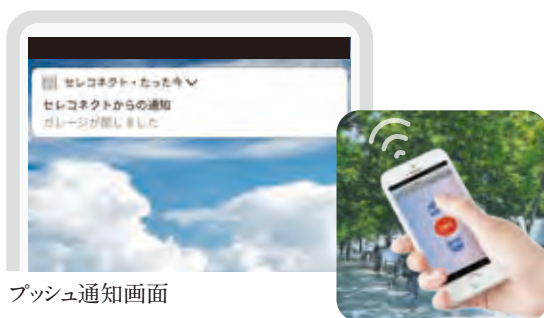 セレコネクト・たった今
セレコネクトからの通知
ガレージが閉じました
プッシュ通知画面